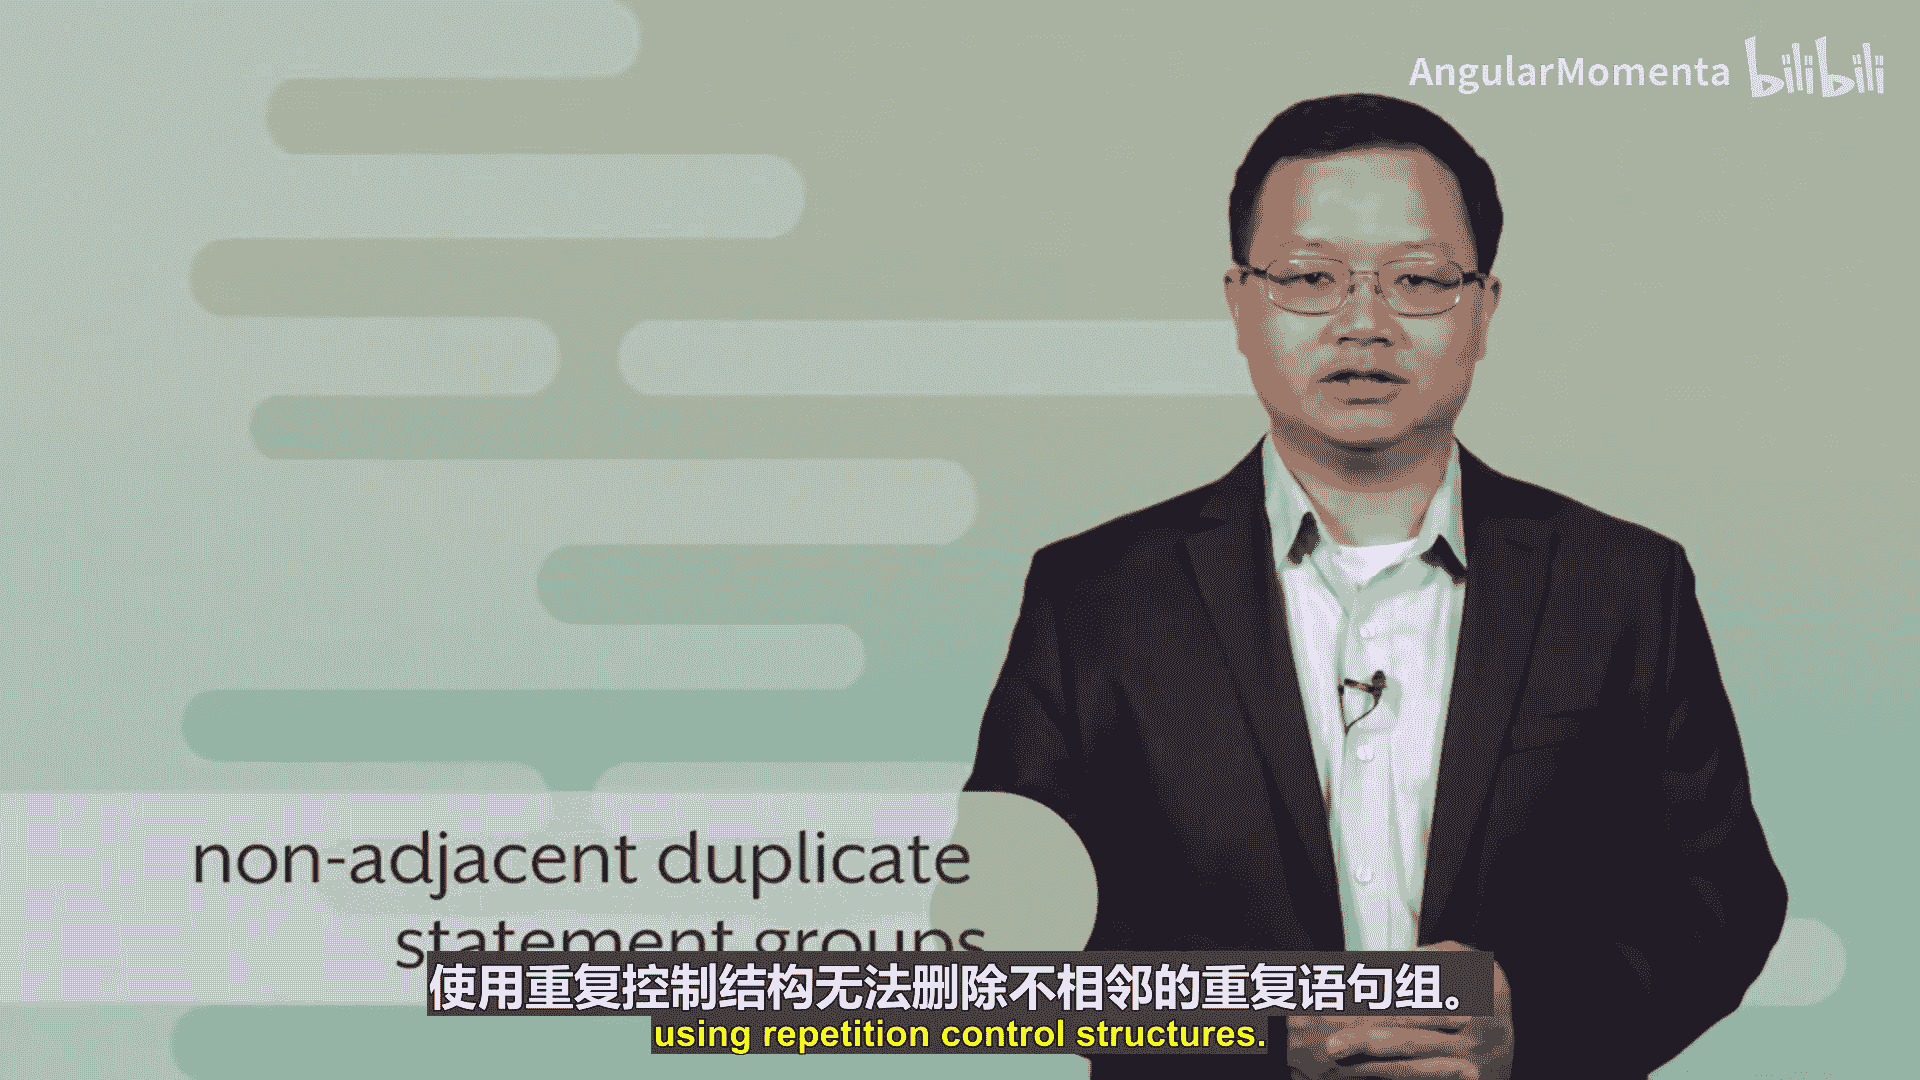 AngularMomenta bilibili
non-adjacent duplicate
statement groups
使用重复控制结构无法删除不相邻的重复语句组。
using repetition control structures.